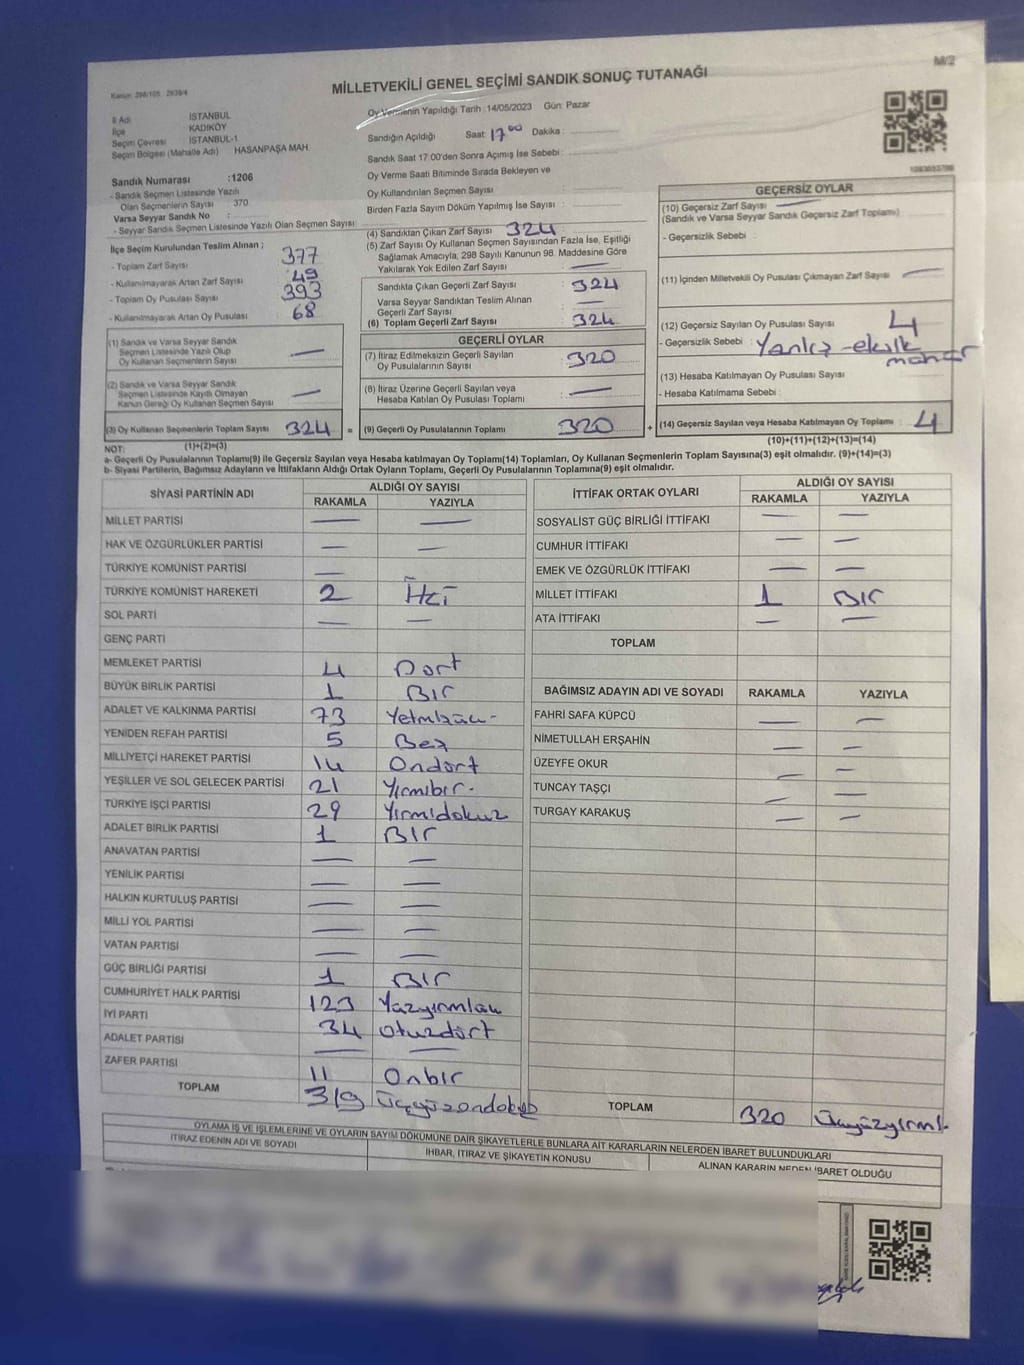 M/2
MİLLETVEKİLİ GENEL SEÇİMİ SANDIK SONUÇ TUTANAĞI
İl Adı İSTANBUL
İlçe KADIKÖY
Seçim Çevresi İSTANBUL-1
Seçim Bölgesi (Mahalle Adı) HASANPAŞA MAH.
Oy Vermenin Yapıldığı Tarih : 14/05/2023 Gün: Pazar
Sandığın Açıldığı Saat: 17 00 Dakika :
Sandık Saat 17:00'den Sonra Açımış İse Sebebi :
Oy Verme Saati Bitiminde Sırada Bekleyen ve
Oy Kullandırılan Seçmen Sayısı :
Birden Fazla Sayım Döküm Yapılmış İse Sayısı :
Sandık Numarası : 1206
- Sandık Seçmen Listesinde Yazılı
Olan Seçmenlerin Sayısı 370
Varsa Seyyar Sandık No :
- Seyyar Sandık Seçmen Listesinde Yazılı Olan Seçmen Sayısı :
İlçe Seçim Kurulundan Teslim Alınan ;
- Toplam Zarf Sayısı 377
- Kullanılmayarak Artan Zarf Sayısı 49
- Toplam Oy Pusulası Sayısı 393
- Kullanılmayarak Artan Oy Pusulası 68
(1) Sandık ve Varsa Seyyar Sandık
Seçmen Listesinde Yazılı Olup
Oy Kullanan Seçmenlerin Sayısı —
(2) Sandık ve Varsa Seyyar Sandık
Seçmen Listesinde Kayıtlı Olmayan
Kanun Gereği Oy Kullanan Seçmen Sayısı —
(3) Oy Kullanan Seçmenlerin Toplam Sayısı 324 =
(4) Sandıktan Çıkan Zarf Sayısı 324
(5) Zarf Sayısı Oy Kullanan Seçmen Sayısından Fazla İse, Eşitliği
Sağlamak Amacıyla; 298 Sayılı Kanunun 98. Maddesine Göre
Yakılarak Yok Edilen Zarf Sayısı : —
Sandıkta Çıkan Geçerli Zarf Sayısı : 324
Varsa Seyyar Sandıktan Teslim Alınan
Geçerli Zarf Sayısı : —
(6) Toplam Geçerli Zarf Sayısı : 324
GEÇERLİ OYLAR
(7) İtiraz Edilmeksizin Geçerli Sayılan
Oy Pusulalarının Sayısı : 320
(8) İtiraz Üzerine Geçerli Sayılan veya
Hesaba Katılan Oy Pusulası Toplamı : —
(9) Geçerli Oy Pusulalarının Toplamı 320 +
GEÇERSİZ OYLAR
(10) Geçersiz Zarf Sayısı —
(Sandık ve Varsa Seyyar Sandık Geçersiz Zarf Toplamı)
- Geçersizlik Sebebi :
(11) İçinden Milletvekili Oy Pusulası Çıkmayan Zarf Sayısı —
(12) Geçersiz Sayılan Oy Pusulası Sayısı 4
- Geçersizlik Sebebi :
(13) Hesaba Katılmayan Oy Pusulası Sayısı
- Hesaba Katılmama Sebebi :
(14) Geçersiz Sayılan veya Hesaba Katılmayan Oy Toplamı : 4
NOT: (1)+(2)=(3)
(10)+(11)+(12)+(13)=(14)
a- Geçerli Oy Pusulalarının Toplamı(9) ile Geçersiz Sayılan veya Hesaba Katılmayan Oy Toplamı(14) Toplamları, Oy Kullanan Seçmenlerin Toplam Sayısına(3) eşit olmalıdır. (9)+(14)=(3)
b- Siyasi Partilerin, Bağımsız Adayların ve İttifakların Aldığı Ortak Oyların Toplamı, Geçerli Oy Pusulalarının Toplamına(9) eşit olmalıdır.
SİYASİ PARTİNİN ADI ALDIĞI OY SAYISI
RAKAMLA YAZIYLA
MİLLET PARTİSİ — —
HAK VE ÖZGÜRLÜKLER PARTİSİ — —
TÜRKİYE KOMÜNİST PARTİSİ —
TÜRKİYE KOMÜNİST HAREKETİ 2 İki
SOL PARTİ — —
GENÇ PARTİ
MEMLEKET PARTİSİ 4 Dört
BÜYÜK BİRLİK PARTİSİ 1 BIR
ADALET VE KALKINMA PARTİSİ 73 Yetmişüç-
YENİDEN REFAH PARTİSİ 5 Beş
MİLLİYETÇİ HAREKET PARTİSİ 14 Ondört
YEŞİLLER VE SOL GELECEK PARTİSİ 21 Yirmibir-
TÜRKİYE İŞÇİ PARTİSİ 29 Yirmidokuz
ADALET BİRLİK PARTİSİ 1 BIR
ANAVATAN PARTİSİ — —
YENİLİK PARTİSİ — —
HALKIN KURTULUŞ PARTİSİ — —
MİLLİ YOL PARTİSİ — —
VATAN PARTİSİ — —
GÜÇ BİRLİĞİ PARTİSİ 1 BIR
CUMHURİYET HALK PARTİSİ 123 Yüzyirmiüç
İYİ PARTİ 34 Otuzdört
ADALET PARTİSİ — —
ZAFER PARTİSİ 11 Onbir
TOPLAM 319 Üçyüzondokuz
İTTİFAK ORTAK OYLARI ALDIĞI OY SAYISI
RAKAMLA YAZIYLA
SOSYALİST GÜÇ BİRLİĞİ İTTİFAKI — —
CUMHUR İTTİFAKI — —
EMEK VE ÖZGÜRLÜK İTTİFAKI — —
MİLLET İTTİFAKI 1 BIR
ATA İTTİFAKI — —
TOPLAM
BAĞIMSIZ ADAYIN ADI VE SOYADI RAKAMLA YAZIYLA
FAHRİ SAFA KÜPCÜ — —
NİMETULLAH ERŞAHİN — —
ÜZEYFE OKUR — —
TUNCAY TAŞÇI — —
TURGAY KARAKUŞ — —
TOPLAM 320 Üçyüzyirmi.
OYLAMA İŞ VE İŞLEMLERİNE VE OYLARIN SAYIM DÖKÜMÜNE DAİR ŞİKAYETLERLE BUNLARA AİT KARARLARIN NELERDEN İBARET BULUNDUKLARI
İTİRAZ EDENİN ADI VE SOYADI İHBAR, İTİRAZ VE ŞİKAYETİN KONUSU ALINAN KARARIN NEDEN İBARET OLDUĞU